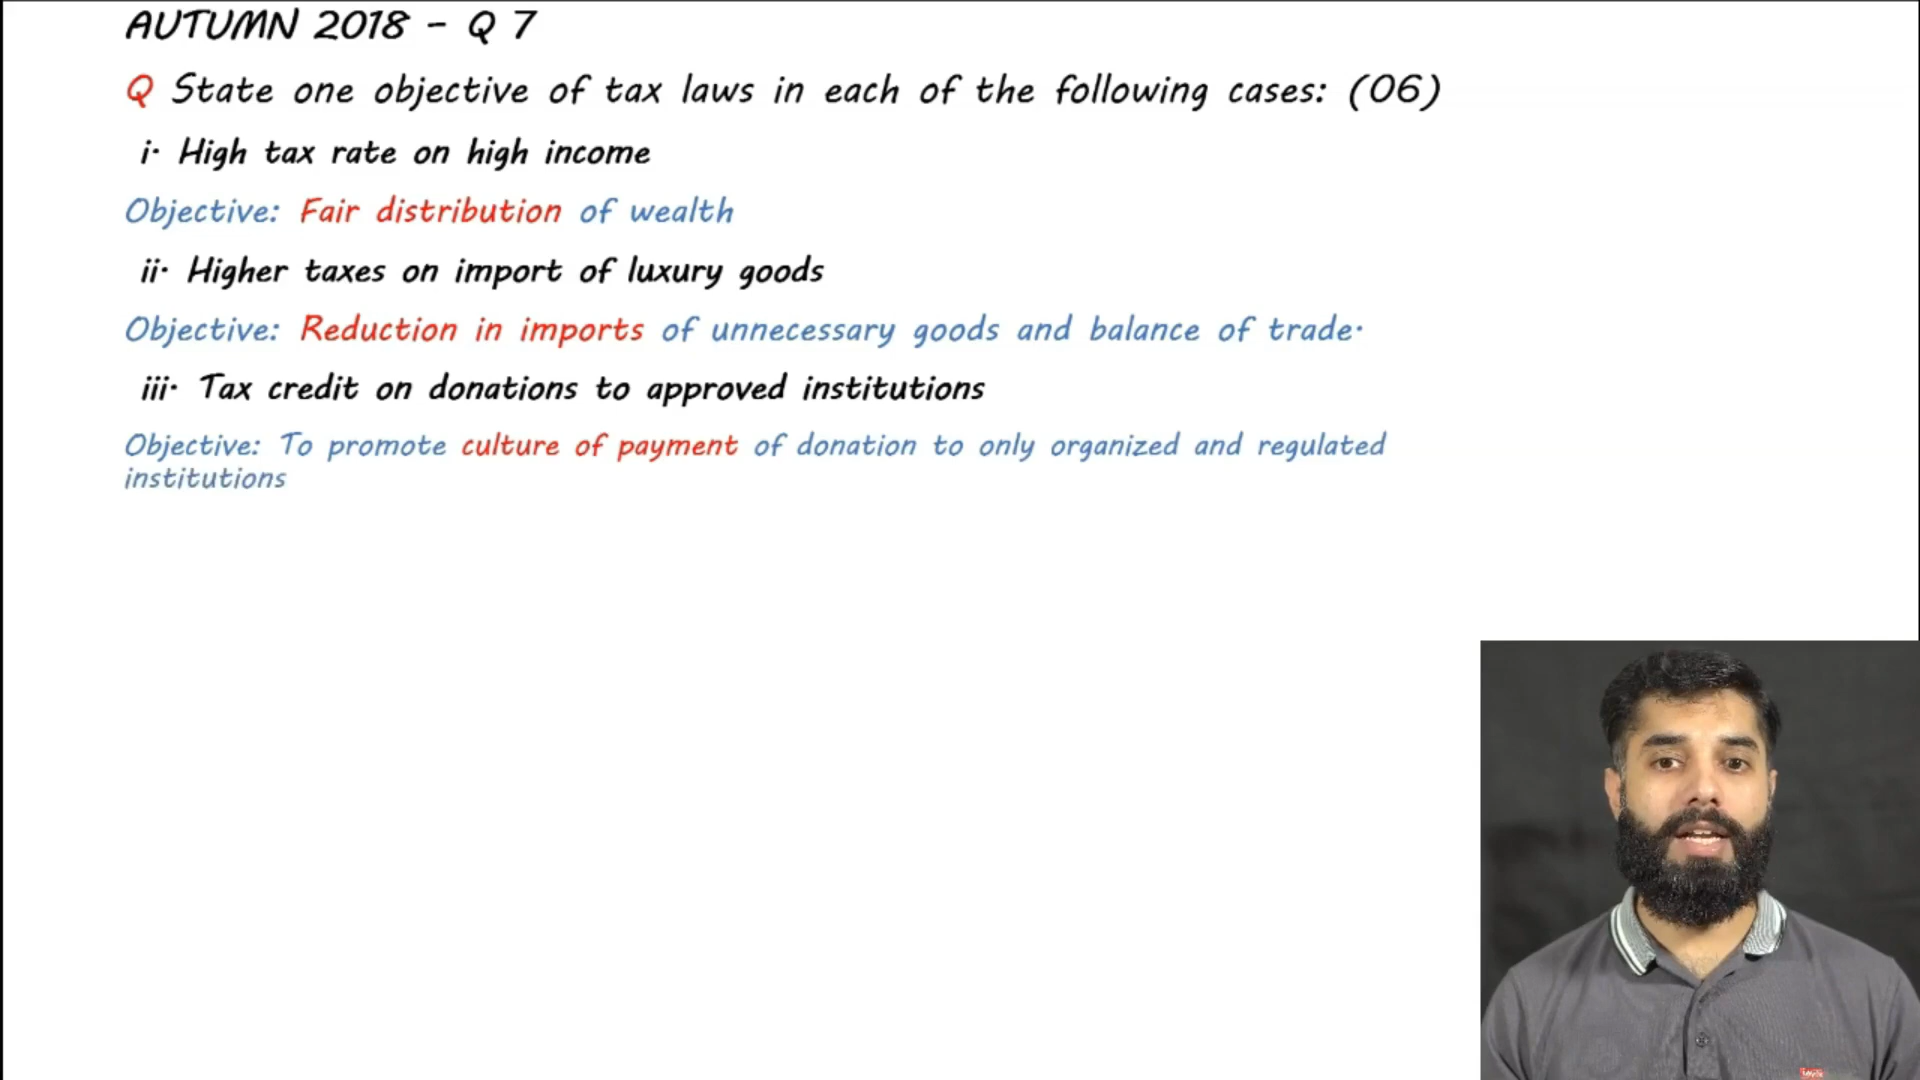 AUTUMN 2018 - Q 7
Q State one objective of tax laws in each of the following cases: (06)
i. High tax rate on high income
Objective: Fair distribution of wealth
ii. Higher taxes on import of luxury goods
Objective: Reduction in imports of unnecessary goods and balance of trade.
iii. Tax credit on donations to approved institutions
Objective: To promote culture of payment of donation to only organized and regulated
institutions